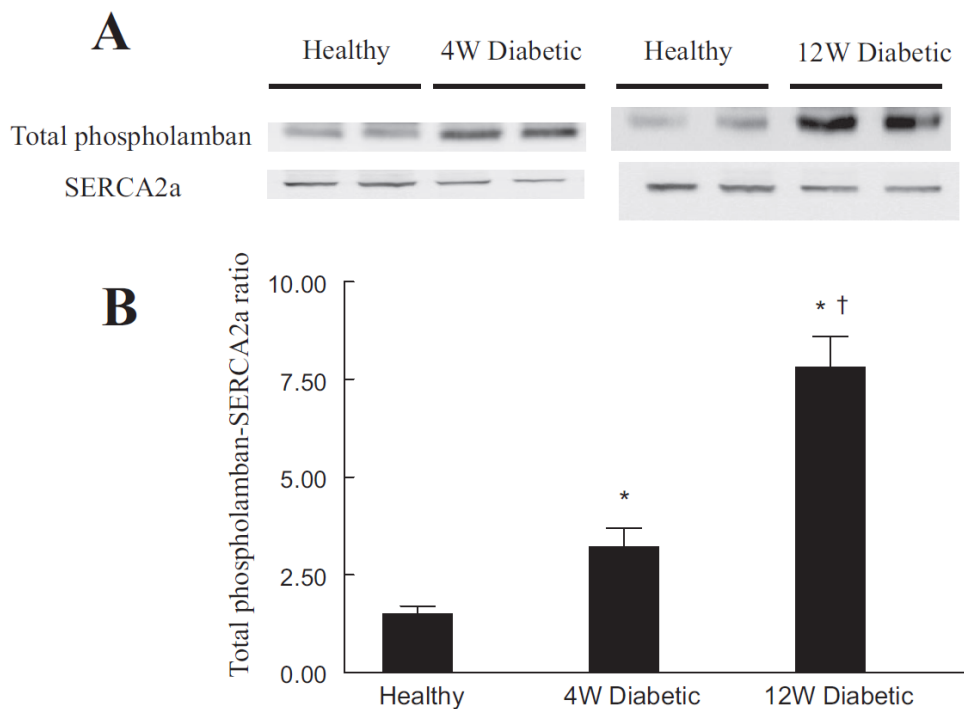 A
Healthy 4W Diabetic Healthy 12W Diabetic
Total phospholamban
SERCA2a
B
Total phospholamban-SERCA2a ratio
10.00
7.50
5.00
2.50
0.00
*
* †
Healthy 4W Diabetic 12W Diabetic